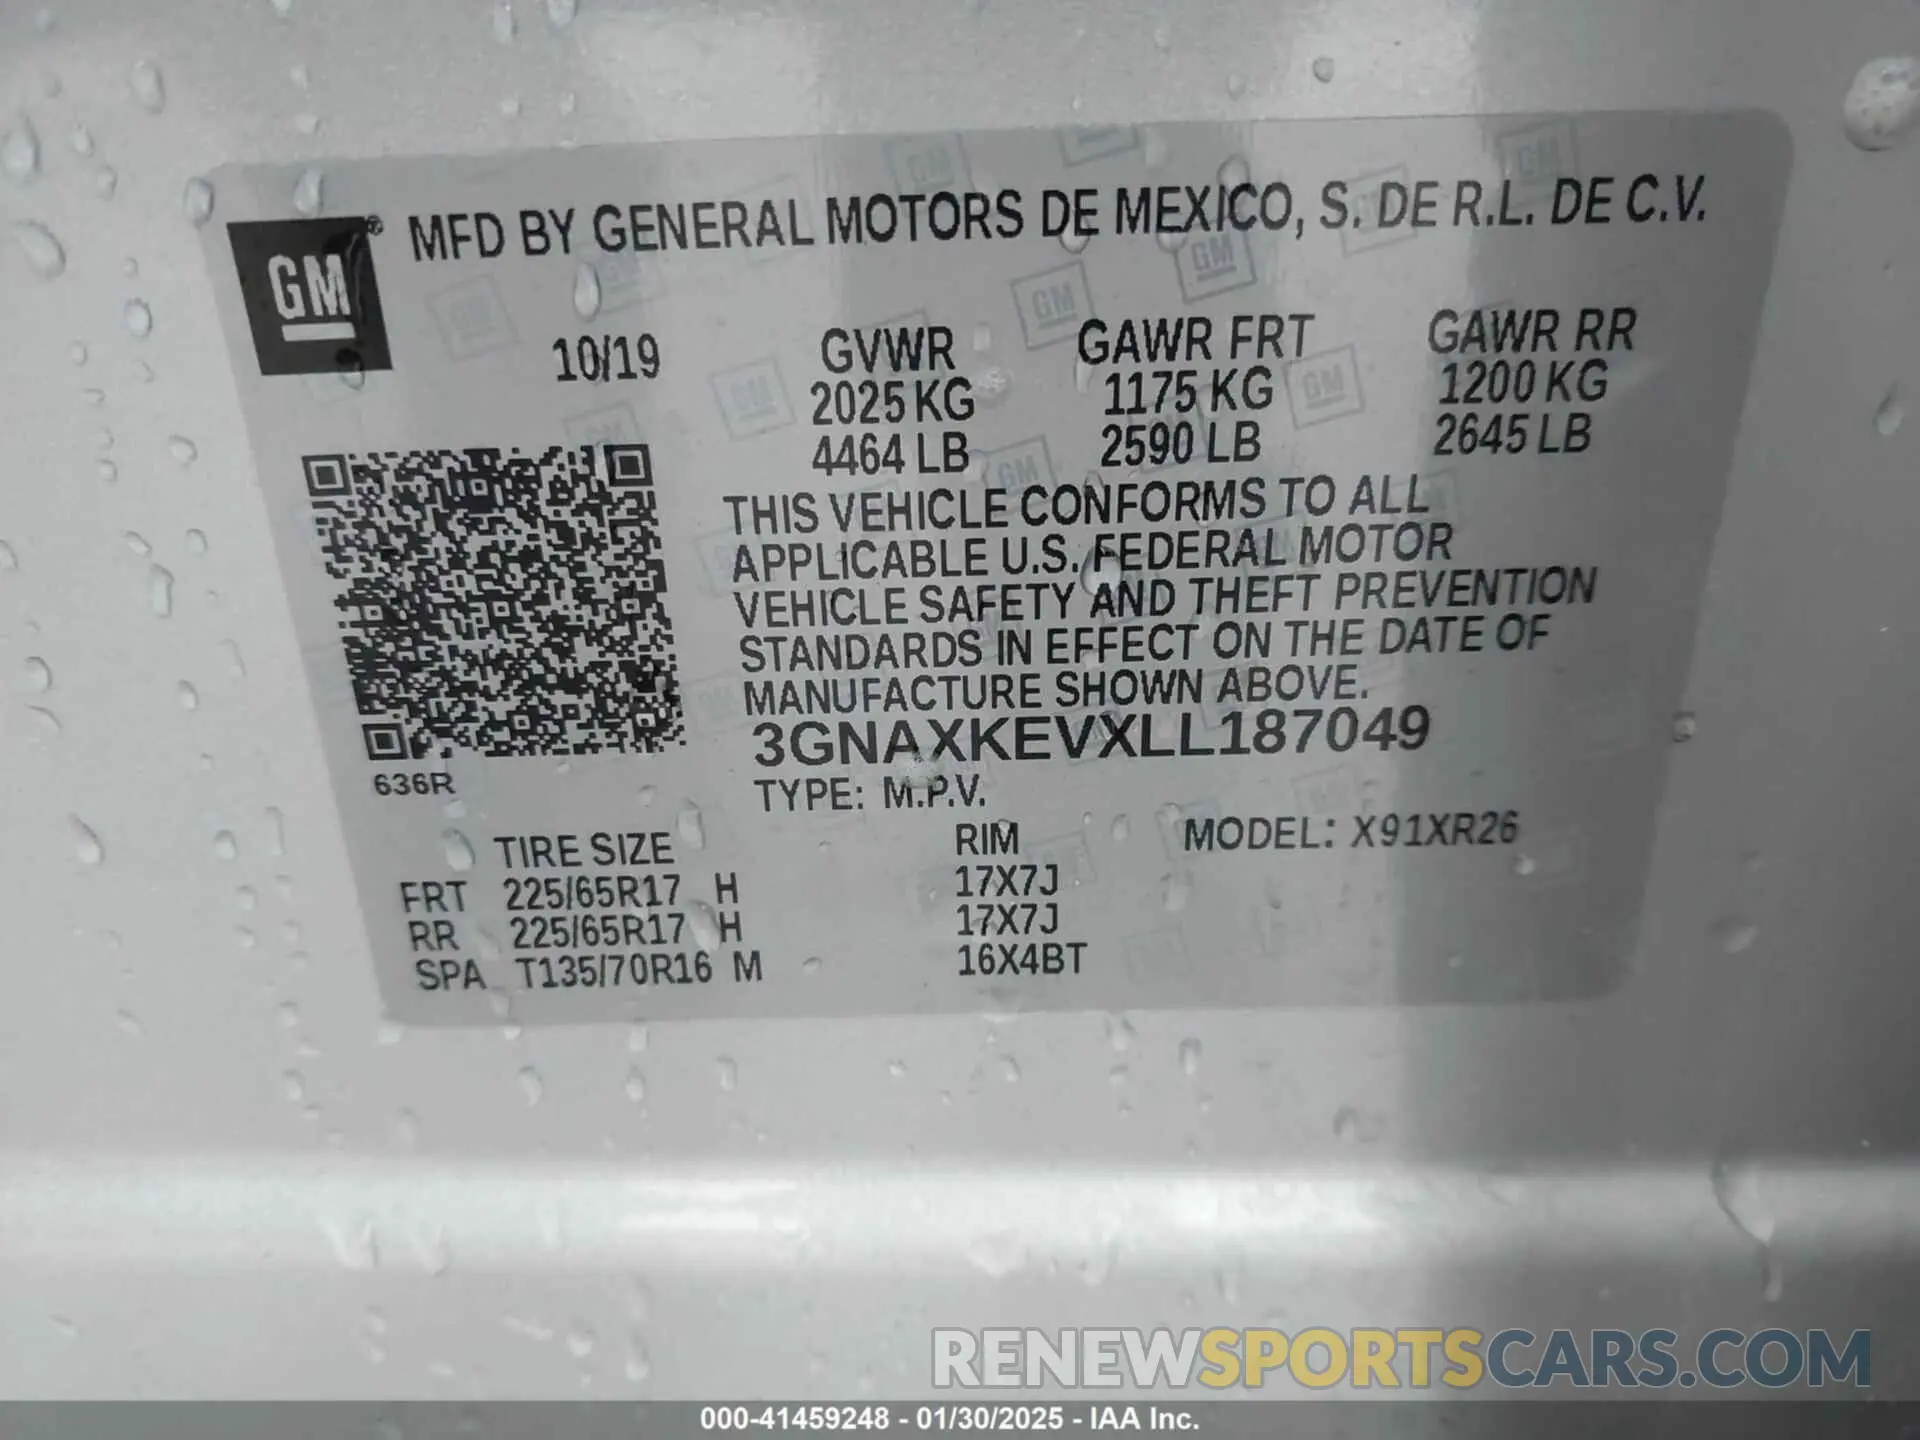 GM® MFD BY GENERAL MOTORS DE MEXICO, S. DE R.L. DE C.V.
10/19 GVWR GAWR FRT GAWR RR
2025 KG 1175 KG 1200 KG
4464 LB 2590 LB 2645 LB
THIS VEHICLE CONFORMS TO ALL
APPLICABLE U.S. FEDERAL MOTOR
VEHICLE SAFETY AND THEFT PREVENTION
STANDARDS IN EFFECT ON THE DATE OF
MANUFACTURE SHOWN ABOVE.
3GNAXKEVXLL187049
636R
TYPE: M.P.V.
TIRE SIZE RIM MODEL: X91XR26
FRT 225/65R17 H 17X7J
RR 225/65R17 H 17X7J
SPA T135/70R16 M 16X4BT
RENEWSPORTSCARS.COM
000-41459248 - 01/30/2025 - IAA Inc.